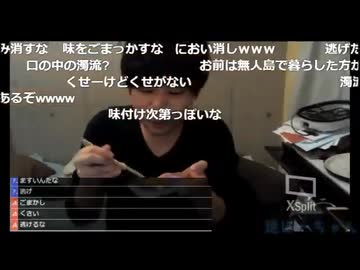 み消すな 味をごまっかすな におい消しｗｗｗ 逃げた
口の中の濁流? お前は無人島で暮らした方が
くせーけどくせがない 濁
あるぞwwww
味付け次第っぽいな
まずいんだな
逃げ
ごまかし
くさい
逃げるな
XSplit